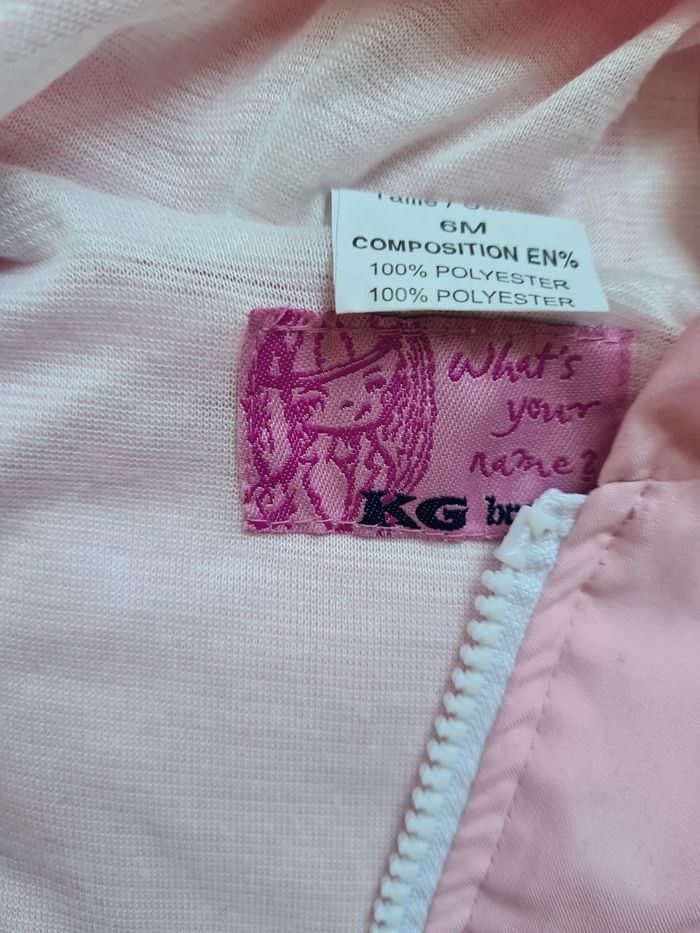 6M
COMPOSITION EN%
100% POLYESTER
100% POLYESTER
What's
your
name?
KG